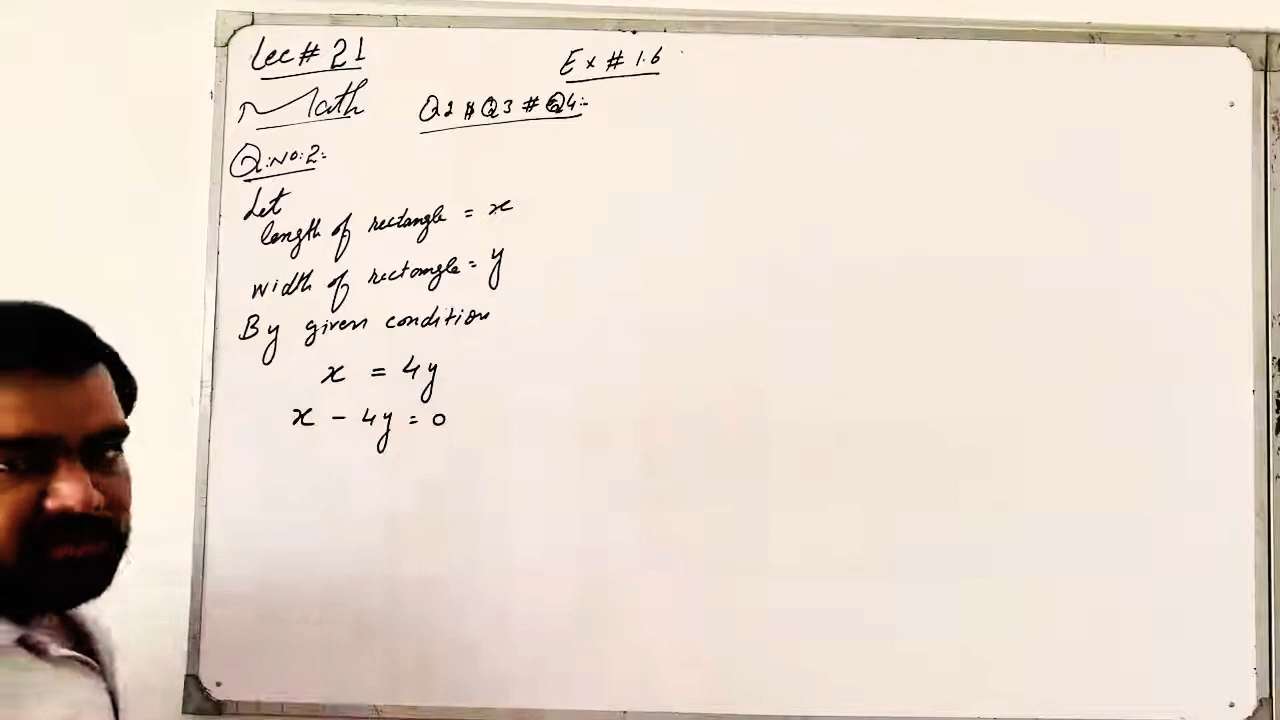 Lec # 21
Ex # 1.6
Math
Q2 # Q3 # Q4:-
Q:No:2:-
Let
length of rectangle = x
width of rectangle = y
By given condition
x = 4y
x - 4y = 0